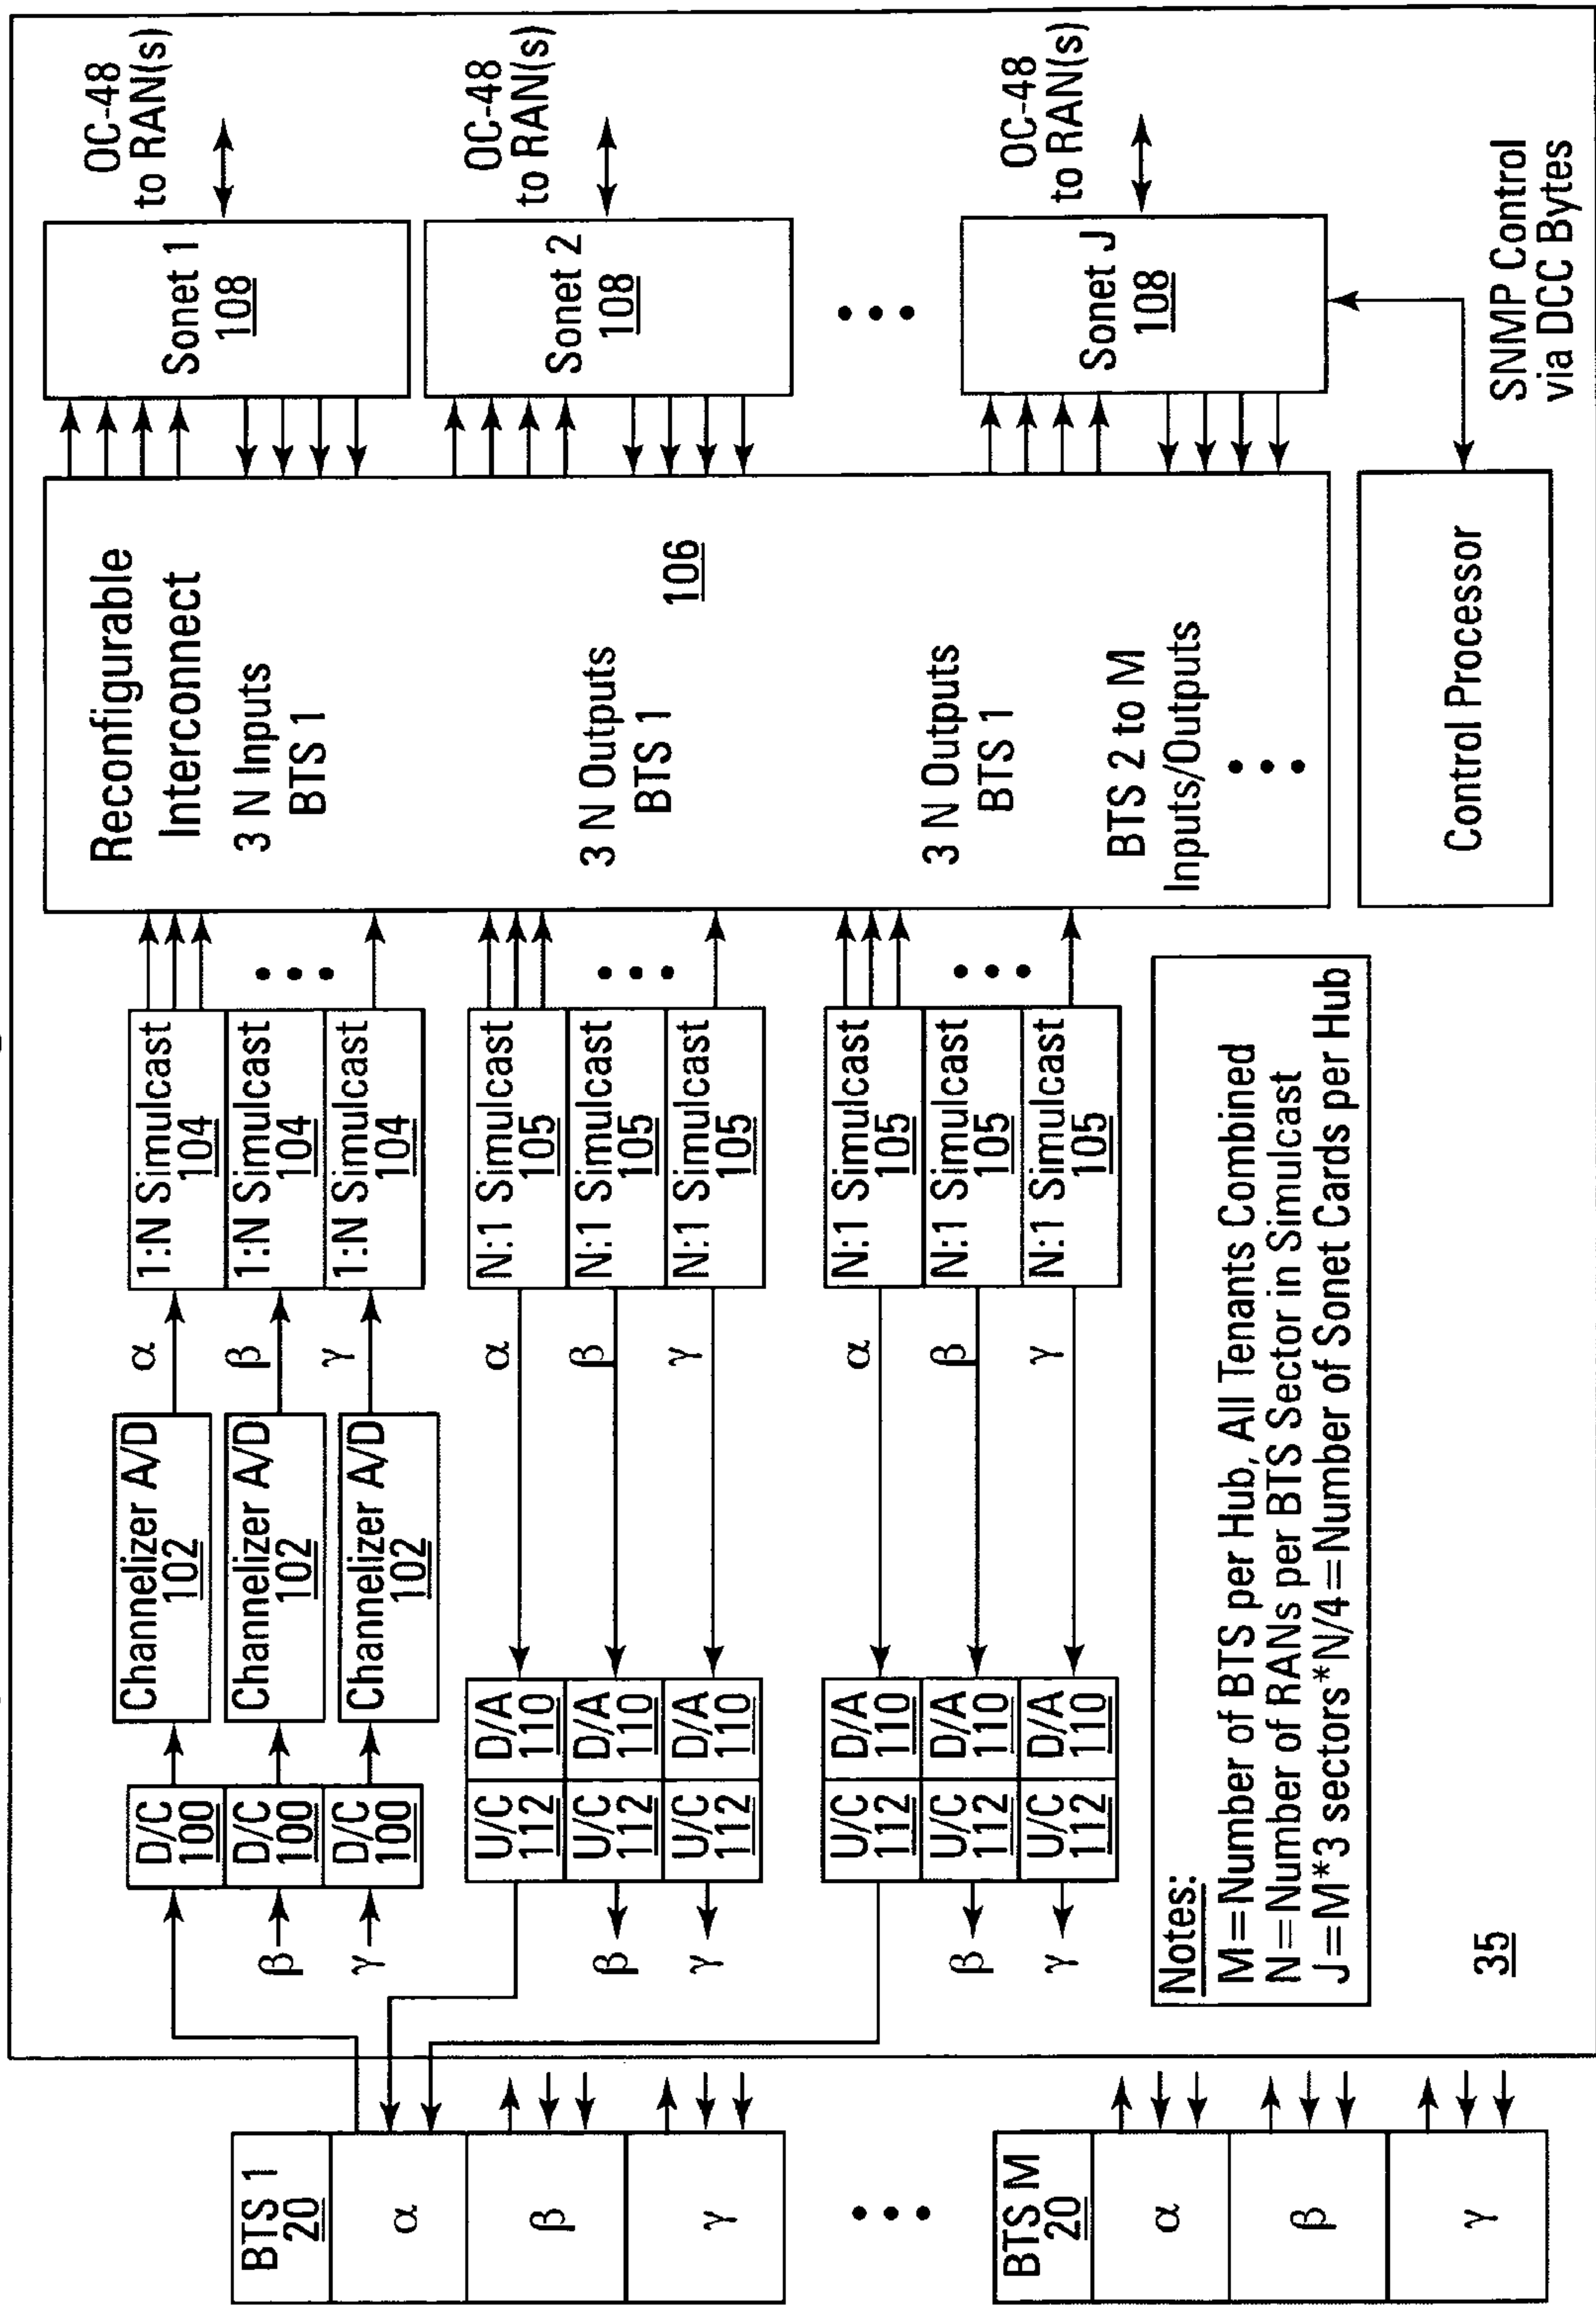 BTS 1
20
α
β
γ
BTS M
20
α
β
γ
D/C
100
D/C
100
D/C
100
β
γ
Channelizer A/D
102
Channelizer A/D
102
Channelizer A/D
102
α
β
γ
1:N Simulcast
104
1:N Simulcast
104
1:N Simulcast
104
U/C
112
D/A
110
U/C
112
D/A
110
U/C
112
D/A
110
β
γ
α
β
γ
N:1 Simulcast
105
N:1 Simulcast
105
N:1 Simulcast
105
U/C
112
D/A
110
U/C
112
D/A
110
U/C
112
D/A
110
β
γ
α
β
γ
N:1 Simulcast
105
N:1 Simulcast
105
N:1 Simulcast
105
Reconfigurable
Interconnect
3 N Inputs
BTS 1
3 N Outputs
BTS 1
106
3 N Outputs
BTS 1
BTS 2 to M
Inputs/Outputs
Sonet 1
108
OC-48
to RAN(s)
Sonet 2
108
OC-48
to RAN(s)
Sonet J
108
OC-48
to RAN(s)
Control Processor
SNMP Control
via DCC Bytes
Notes:
M=Number of BTS per Hub, All Tenants Combined
N=Number of RANs per BTS Sector in Simulcast
J=M*3 sectors*N/4=Number of Sonet Cards per Hub
35